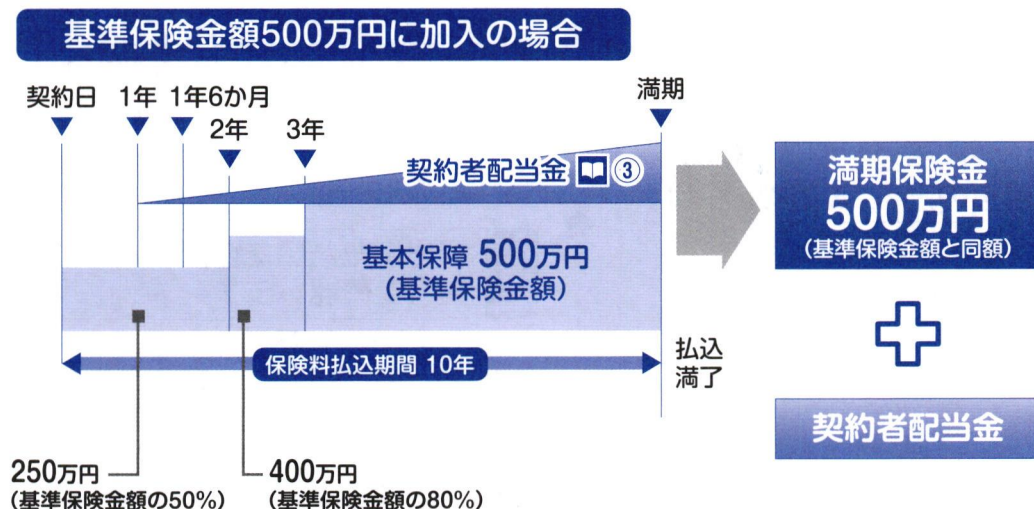 基準保険金額500万円に加入の場合
契約日
1年
1年6か月
2年
3年
満期
契約者配当金 ③
基本保障 500万円
(基準保険金額)
保険料払込期間 10年
払込
満了
250万円
(基準保険金額の50%)
400万円
(基準保険金額の80%)
満期保険金
500万円
(基準保険金額と同額)
契約者配当金